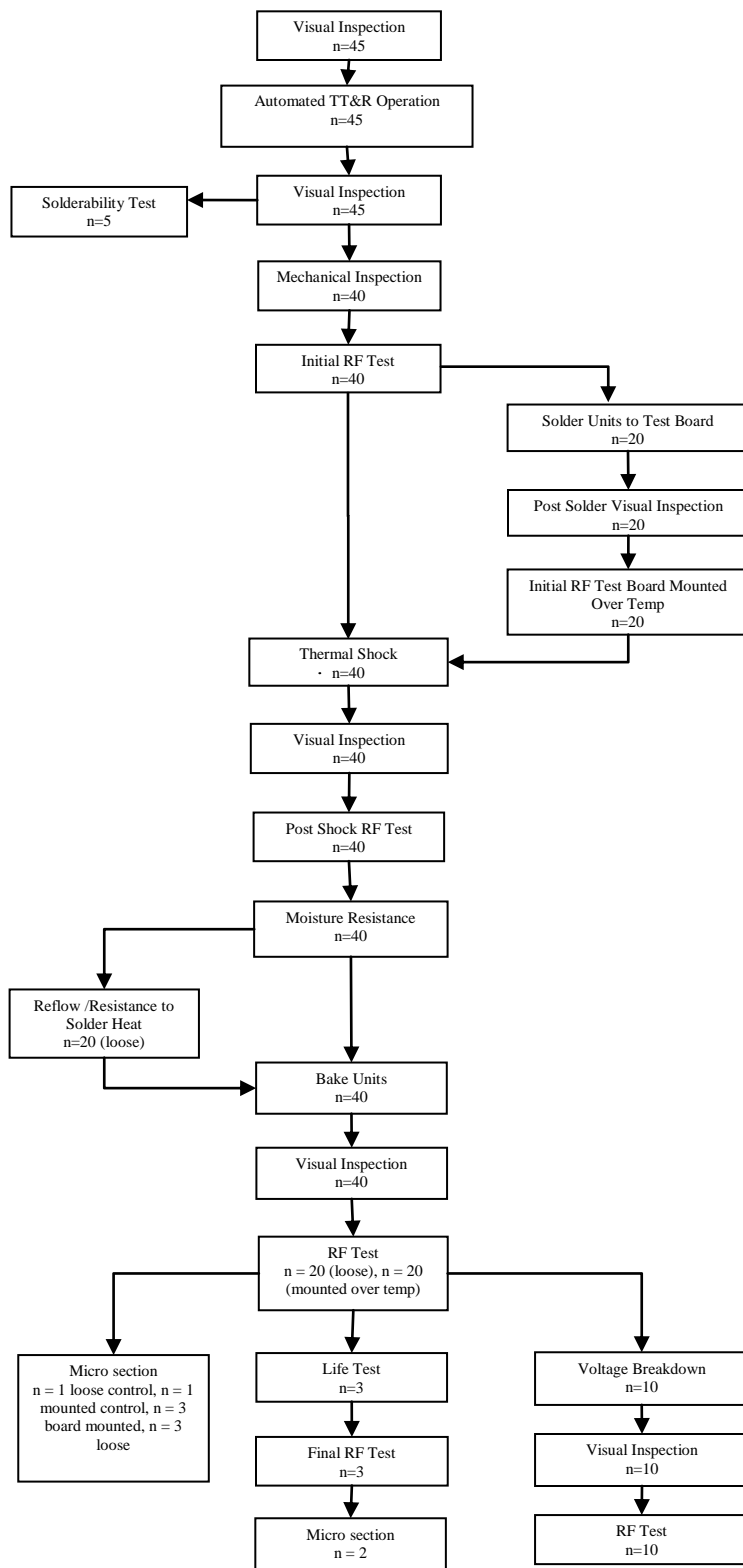 Visual Inspection
n=45
Automated TT&R Operation
n=45
Visual Inspection
n=45
Solderability Test
n=5
Mechanical Inspection
n=40
Initial RF Test
n=40
Solder Units to Test Board
n=20
Post Solder Visual Inspection
n=20
Initial RF Test Board Mounted
Over Temp
n=20
Thermal Shock
· n=40
Visual Inspection
n=40
Post Shock RF Test
n=40
Moisture Resistance
n=40
Reflow /Resistance to
Solder Heat
n=20 (loose)
Bake Units
n=40
Visual Inspection
n=40
RF Test
n = 20 (loose), n = 20
(mounted over temp)
Micro section
n = 1 loose control, n = 1
mounted control, n = 3
board mounted, n = 3
loose
Life Test
n=3
Final RF Test
n=3
Micro section
n = 2
Voltage Breakdown
n=10
Visual Inspection
n=10
RF Test
n=10